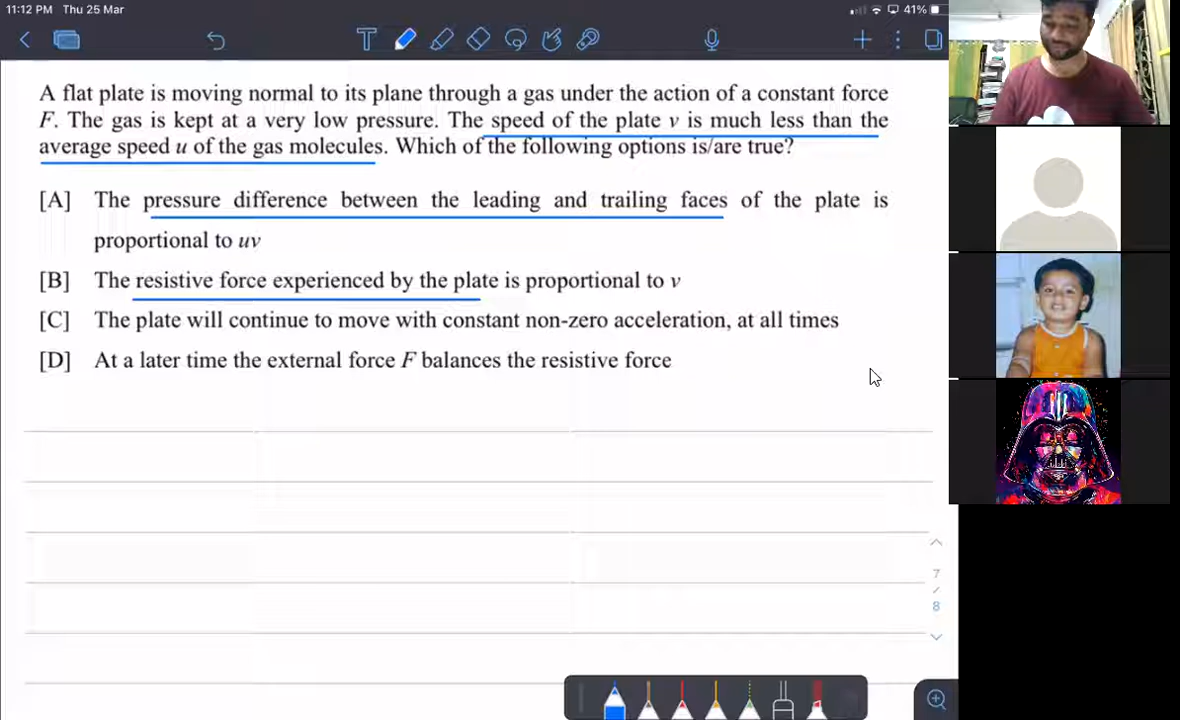 11:12 PM Thu 25 Mar
41%
A flat plate is moving normal to its plane through a gas under the action of a constant force
F. The gas is kept at a very low pressure. The speed of the plate v is much less than the
average speed u of the gas molecules. Which of the following options is/are true?
[A] The pressure difference between the leading and trailing faces of the plate is
proportional to uv
[B] The resistive force experienced by the plate is proportional to v
[C] The plate will continue to move with constant non-zero acceleration, at all times
[D] At a later time the external force F balances the resistive force
7
/
8